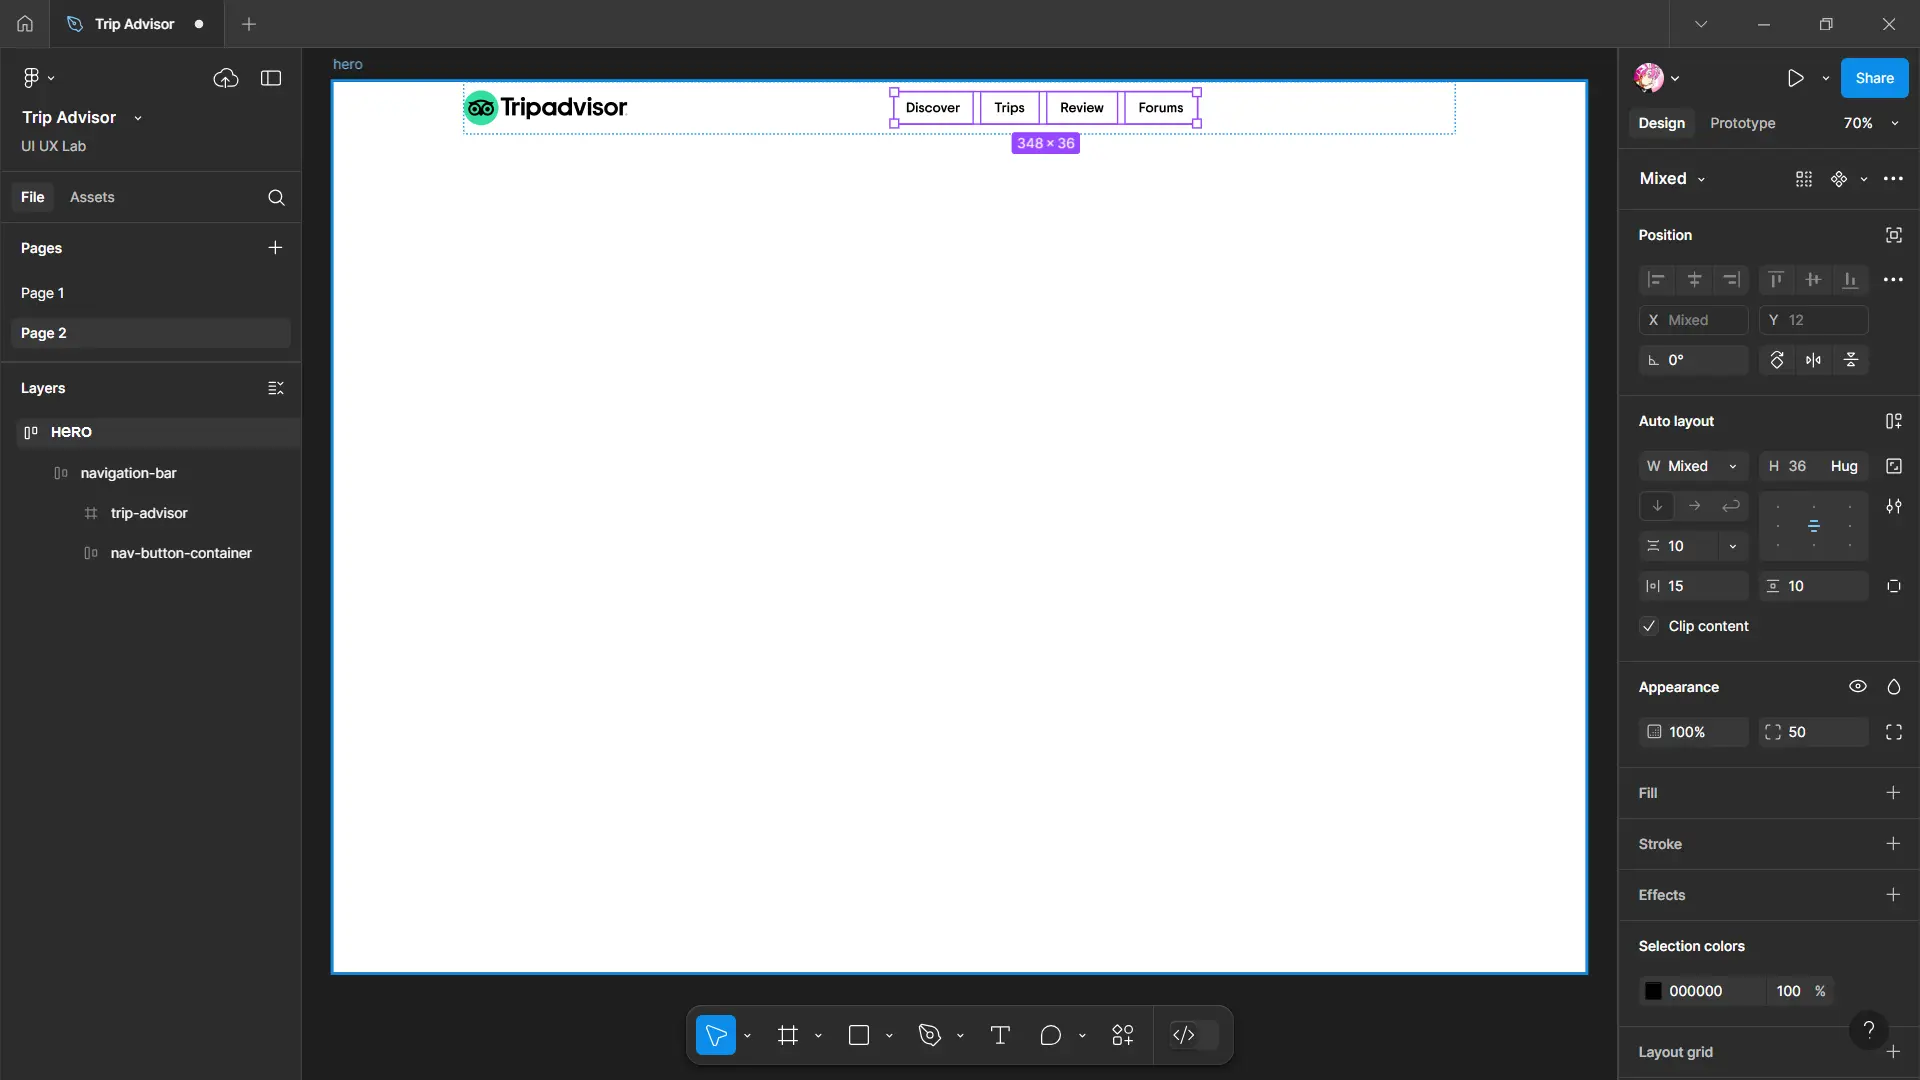 Trip Advisor
Trip Advisor
UI UX Lab
File
Assets
Pages
Page 1
Page 2
Layers
HERO
navigation-bar
trip-advisor
nav-button-container
hero
Tripadvisor
Discover
Trips
Review
Forums
348 × 36
Share
Design
Prototype
70%
Mixed
Position
X Mixed
Y 12
0°
Auto layout
W Mixed
H 36 Hug
10
15
10
Clip content
Appearance
100%
50
Fill
Stroke
Effects
Selection colors
000000
100 %
Layout grid
?